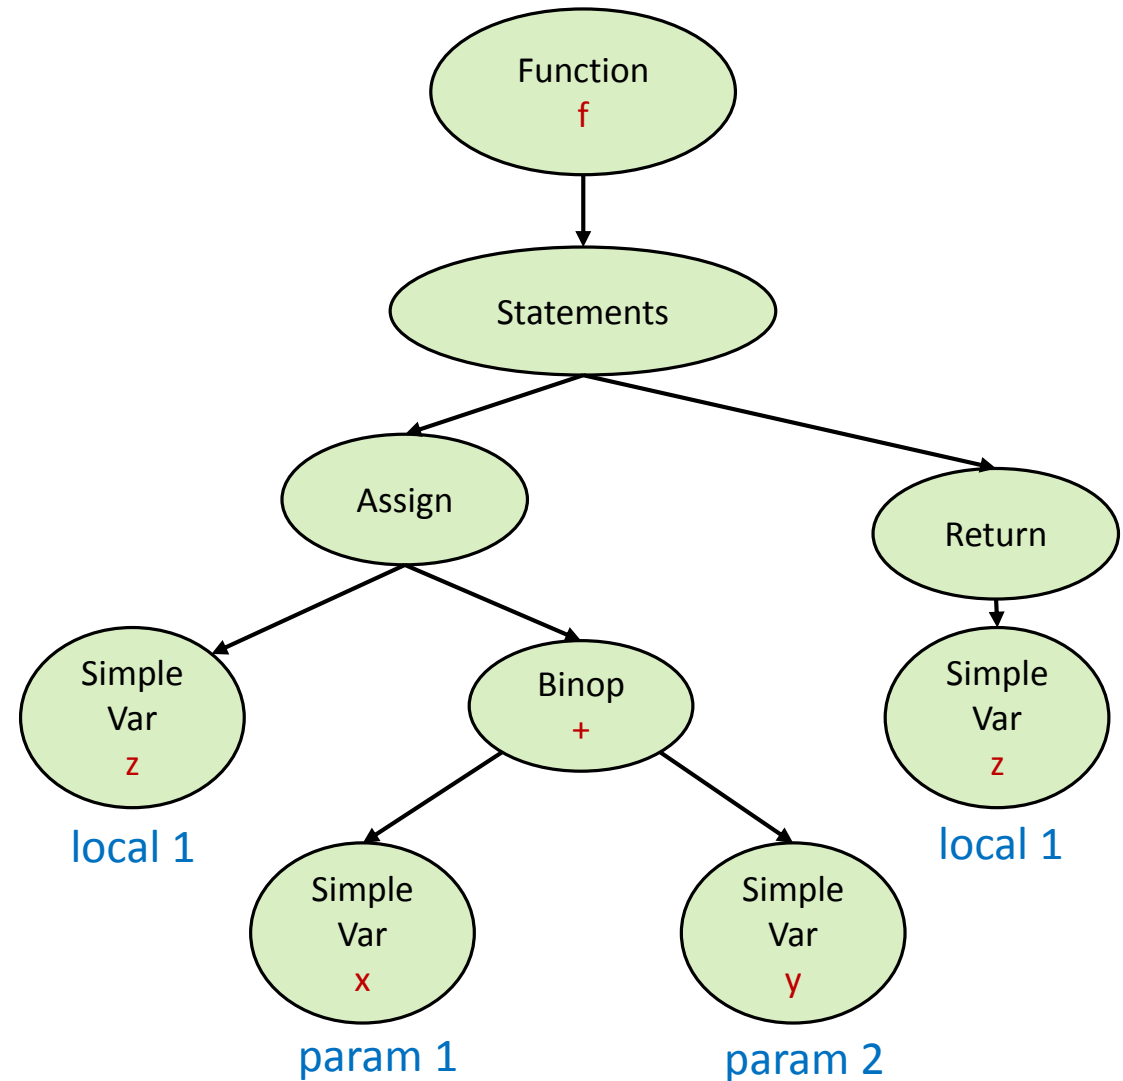 Function
f
Statements
Assign
Return
Simple
Var
z
local 1
Binop
+
Simple
Var
z
local 1
Simple
Var
x
param 1
Simple
Var
y
param 2